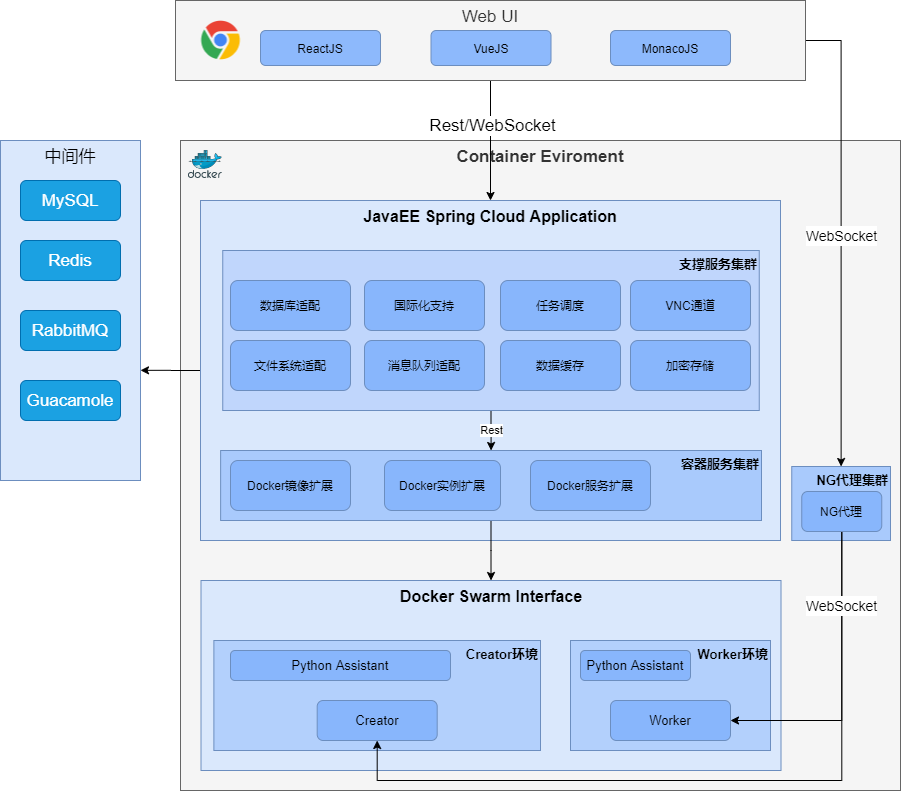 Web UI
ReactJS
VueJS
MonacoJS
Rest/WebSocket
中间件
MySQL
Redis
RabbitMQ
Guacamole
docker
Container Eviroment
JavaEE Spring Cloud Application
支撑服务集群
数据库适配
国际化支持
任务调度
VNC通道
文件系统适配
消息队列适配
数据缓存
加密存储
Rest
容器服务集群
Docker镜像扩展
Docker实例扩展
Docker服务扩展
WebSocket
NG代理集群
NG代理
WebSocket
Docker Swarm Interface
Creator环境
Python Assistant
Creator
Worker环境
Python Assistant
Worker